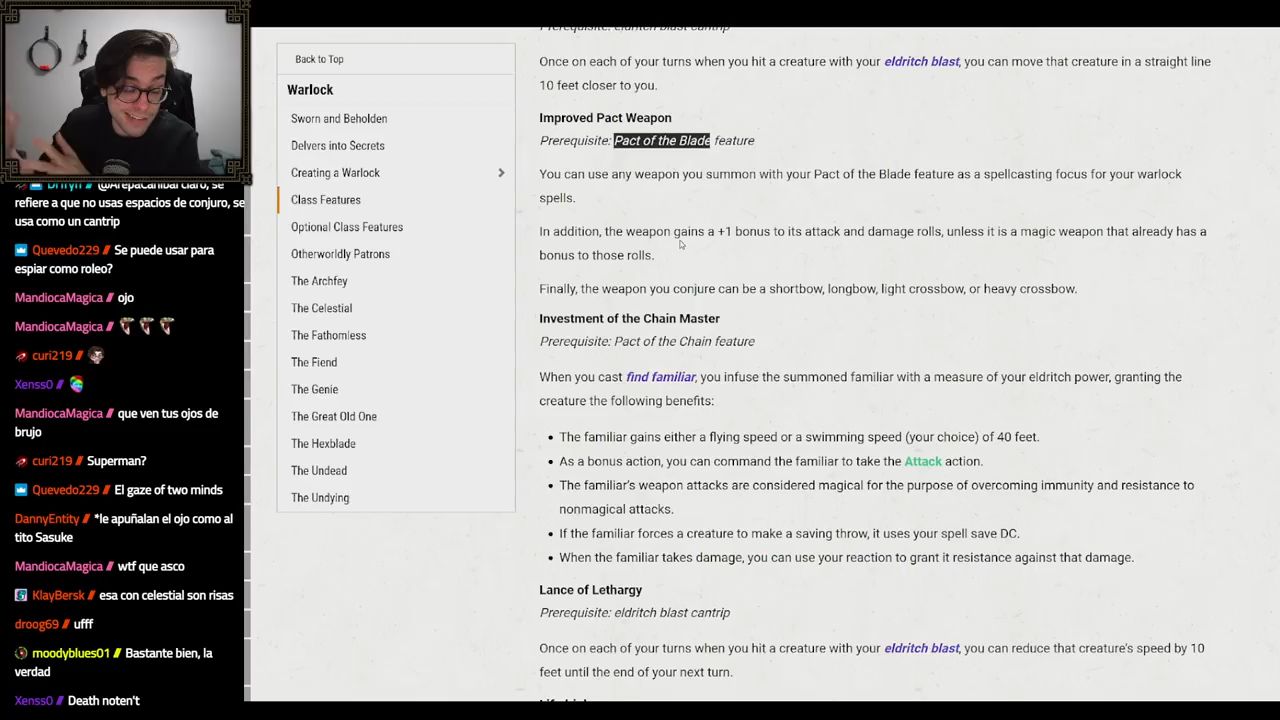 Drifyn // @ArepaCanibal claro, se
refiere a que no usas espacios de conjuro, se
usa como un cantrip
Quevedo229 // Se puede usar para
espiar como roleo?
MandiocaMagica // ojo
MandiocaMagica //
curi219 //
Xenss0 //
MandiocaMagica // que ven tus ojos de
brujo
curi219 // Superman?
Quevedo229 // El gaze of two minds
DannyEntity // *le apuñalan el ojo como al
tito Sasuke
MandiocaMagica // wtf que asco
KlayBersk // esa con celestial son risas
droog69 // ufff
moodyblues01 // Bastante bien, la
verdad
Xenss0 // Death noten't
Back to Top
Warlock
Sworn and Beholden
Delvers into Secrets
Creating a Warlock
Class Features
Optional Class Features
Otherworldly Patrons
The Archfey
The Celestial
The Fathomless
The Fiend
The Genie
The Great Old One
The Hexblade
The Undead
The Undying
Prerequisite: eldritch blast cantrip
Once on each of your turns when you hit a creature with your eldritch blast, you can move that creature in a straight line
10 feet closer to you.
Improved Pact Weapon
Prerequisite: Pact of the Blade feature
You can use any weapon you summon with your Pact of the Blade feature as a spellcasting focus for your warlock
spells.
In addition, the weapon gains a +1 bonus to its attack and damage rolls, unless it is a magic weapon that already has a
bonus to those rolls.
Finally, the weapon you conjure can be a shortbow, longbow, light crossbow, or heavy crossbow.
Investment of the Chain Master
Prerequisite: Pact of the Chain feature
When you cast find familiar, you infuse the summoned familiar with a measure of your eldritch power, granting the
creature the following benefits:
• The familiar gains either a flying speed or a swimming speed (your choice) of 40 feet.
• As a bonus action, you can command the familiar to take the Attack action.
• The familiar's weapon attacks are considered magical for the purpose of overcoming immunity and resistance to
nonmagical attacks.
• If the familiar forces a creature to make a saving throw, it uses your spell save DC.
• When the familiar takes damage, you can use your reaction to grant it resistance against that damage.
Lance of Lethargy
Prerequisite: eldritch blast cantrip
Once on each of your turns when you hit a creature with your eldritch blast, you can reduce that creature's speed by 10
feet until the end of your next turn.